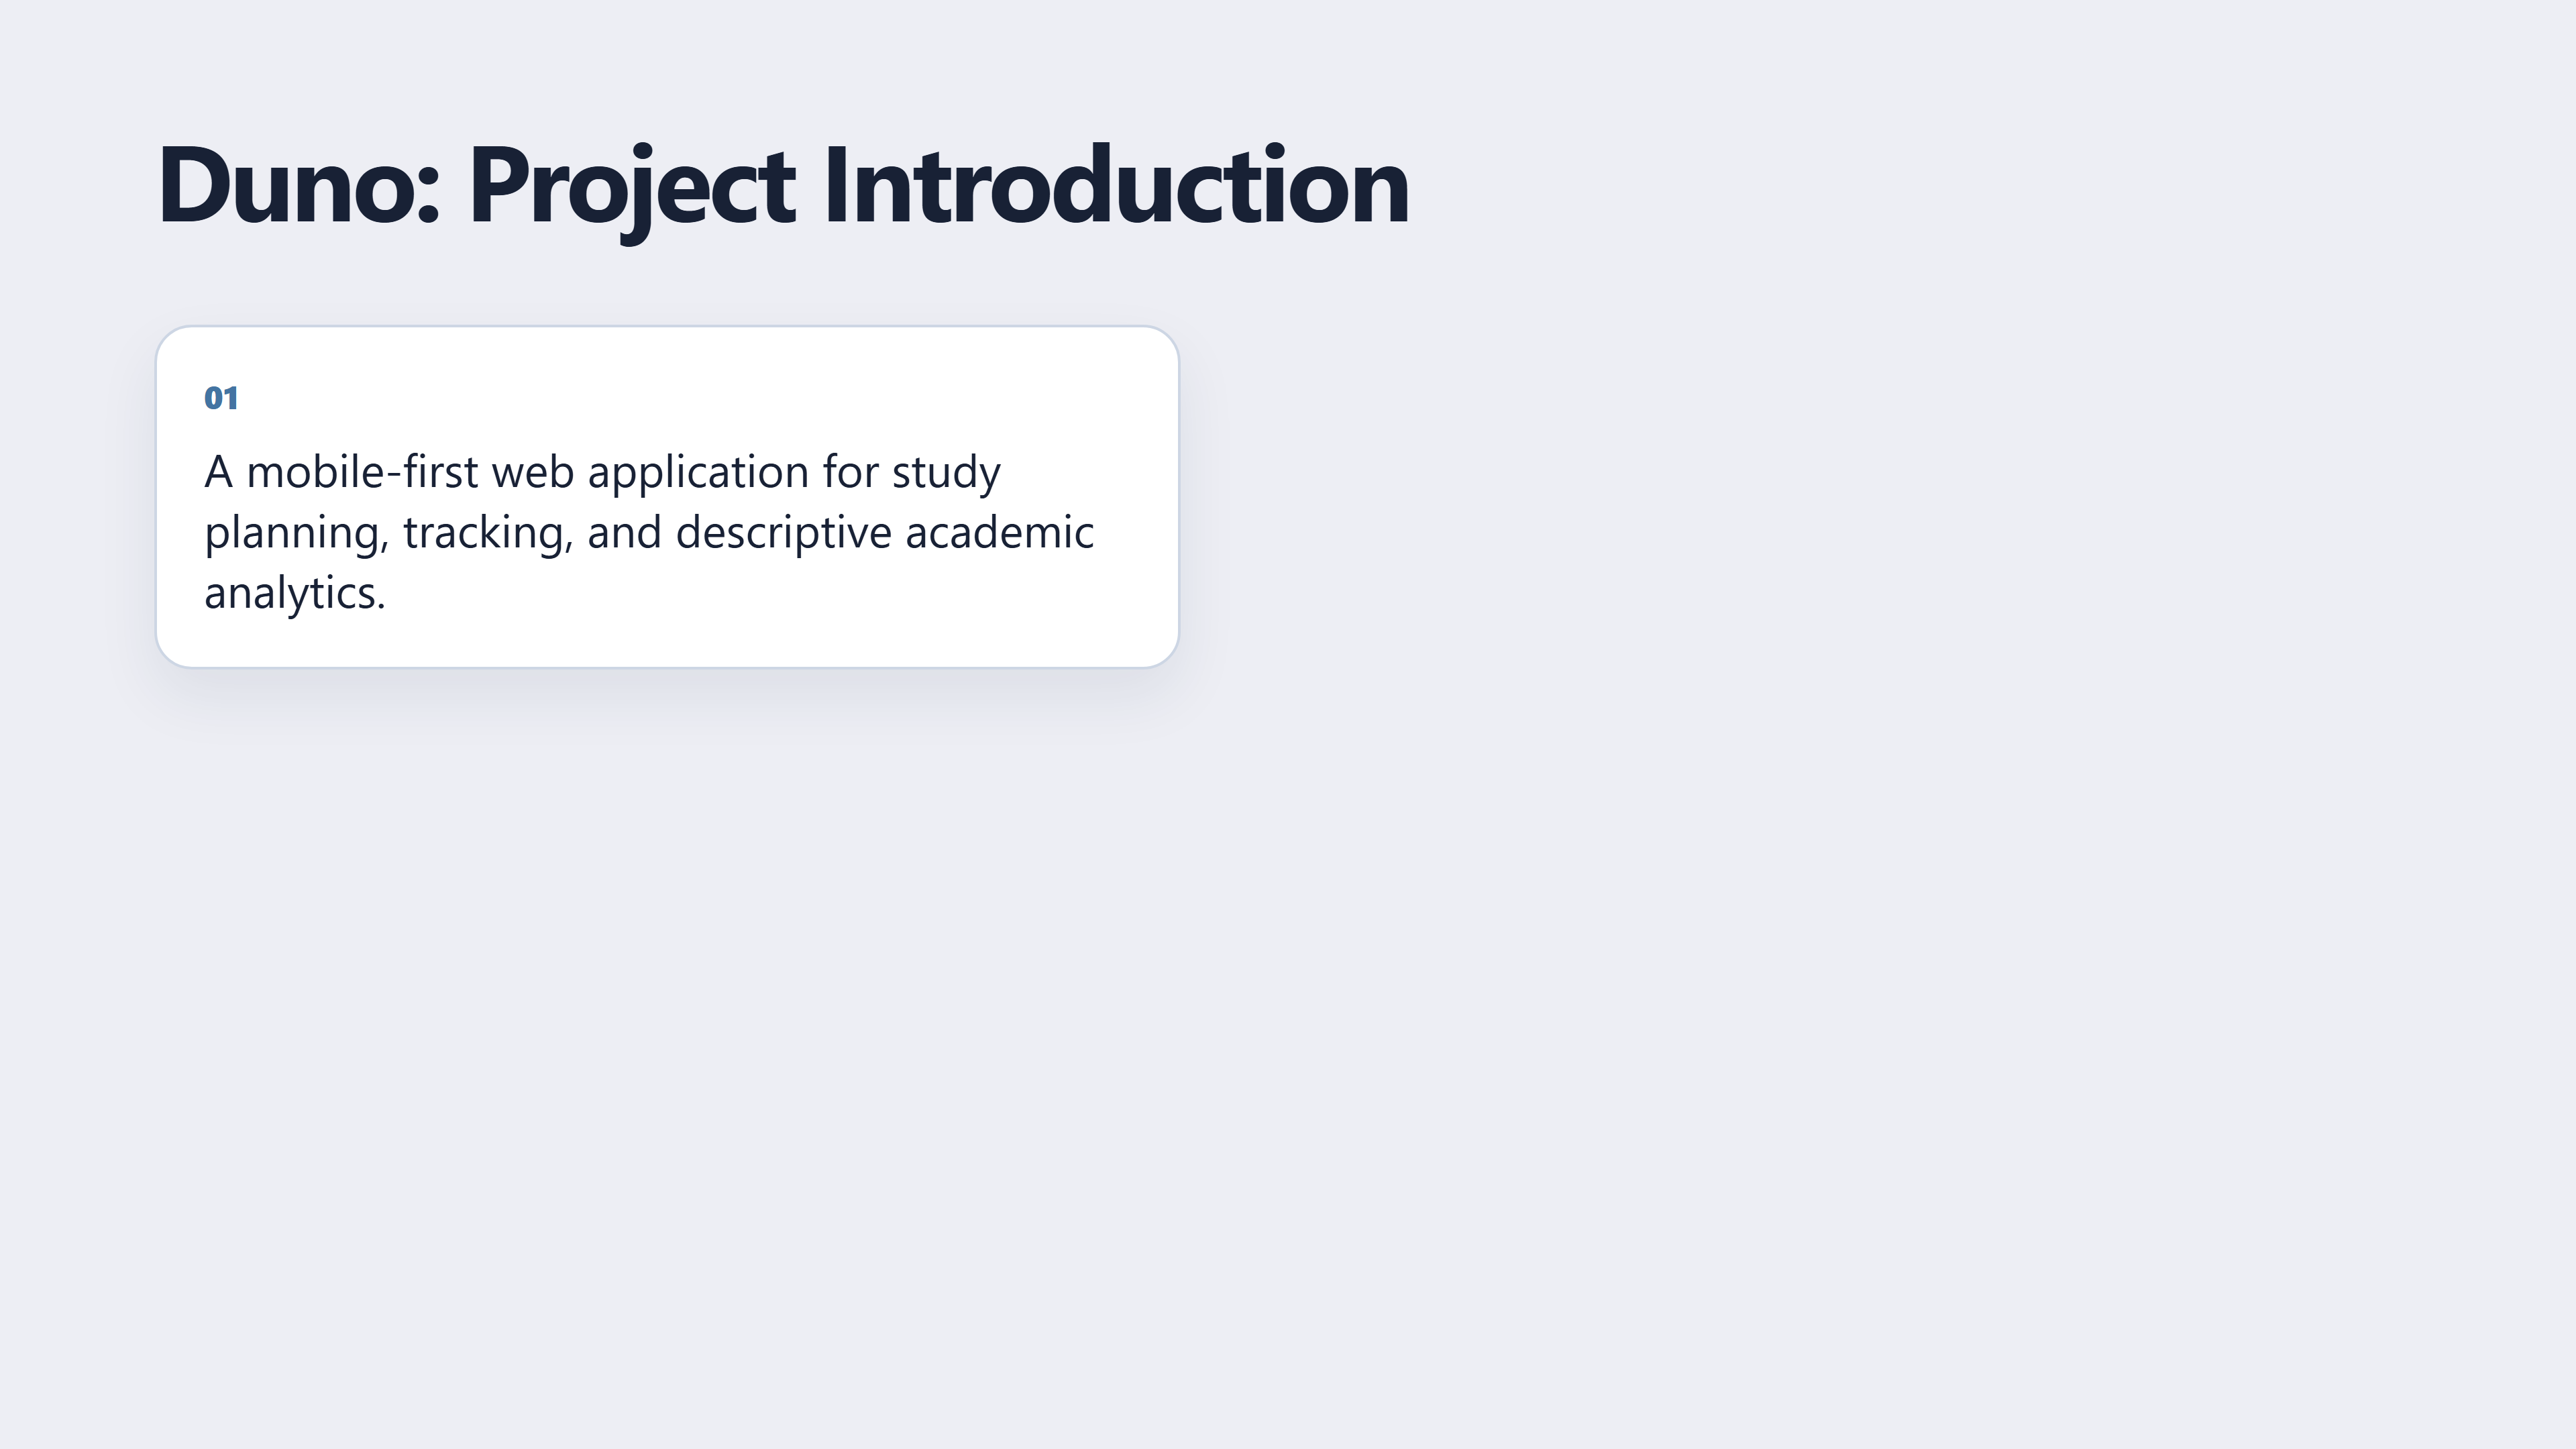 Duno: Project Introduction
01
A mobile-first web application for study
planning, tracking, and descriptive academic
analytics.